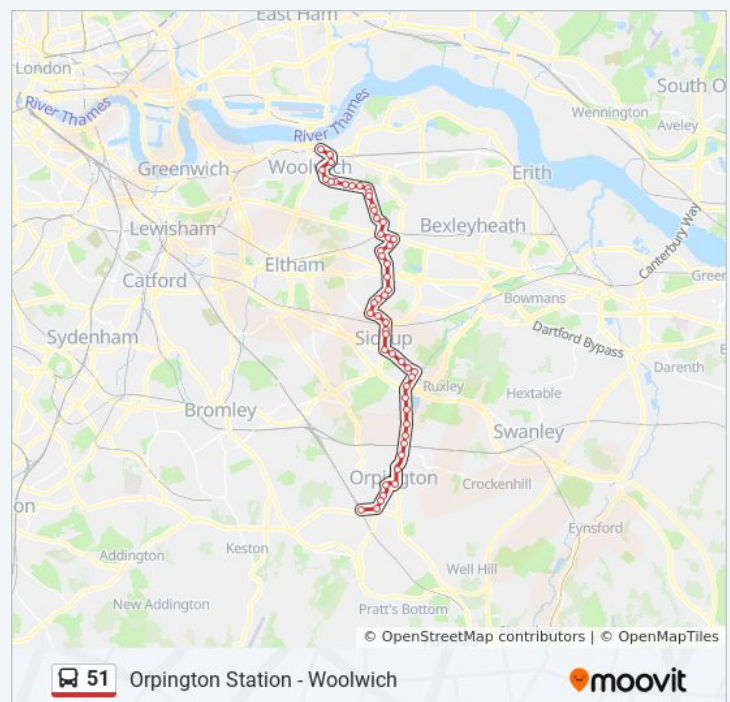 East Ham
London
River Thames
South O
Wennington
Aveley
River Thames
Greenwich
Woolwich
Erith
Lewisham
Bexleyheath
Canterbury Way
Eltham
Catford
Green
Bowmans
Sydenham
Sidcup
Dartford Bypass
Darenth
Ruxley
Hextable
Bromley
Swanley
Orpington
Crockenhill
on
Eynsford
Addington
Keston
Well Hill
New Addington
Pratt's Bottom
© OpenStreetMap contributors | © OpenMapTiles
51 Orpington Station - Woolwich
moovit